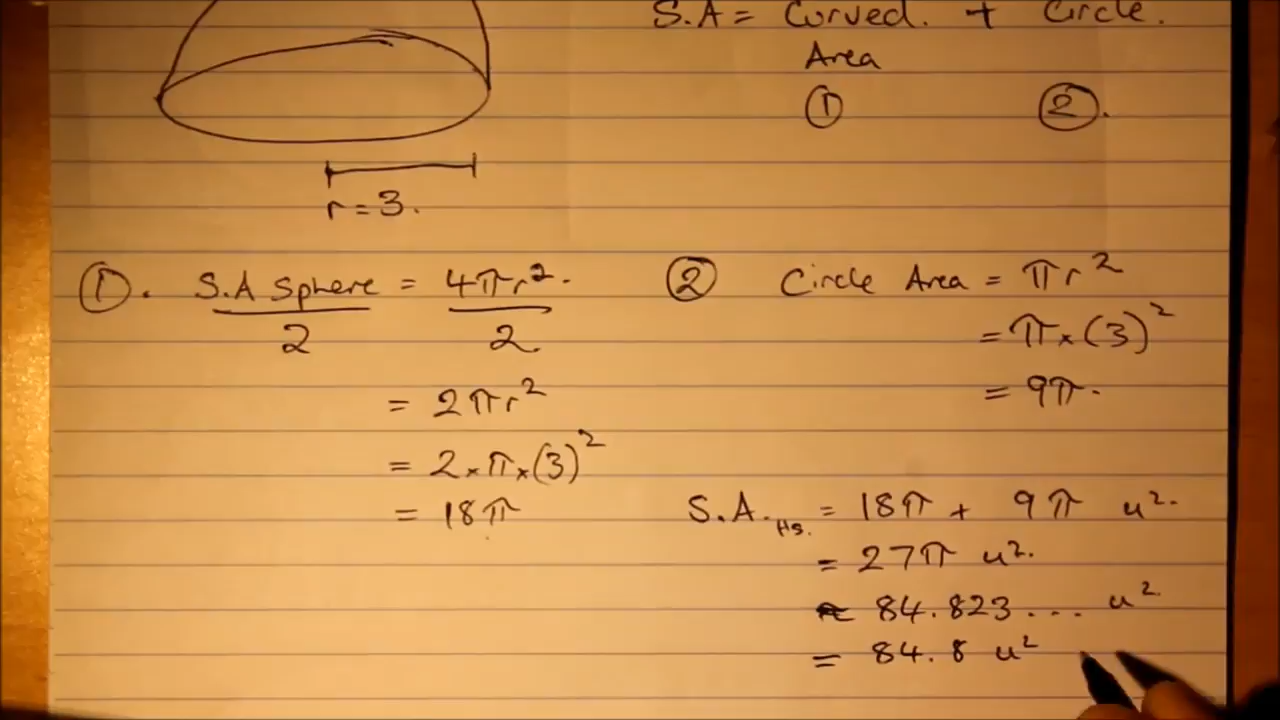 S.A = Curved. + Circle.
Area
① ②.
r = 3.
①. S.A Sphere = 4πr².
2 2
= 2πr²
= 2×π×(3)²
= 18π
② Circle Area = πr²
= π×(3)²
= 9π.
S.A.Hs. = 18π + 9π u².
= 27π u².
≈ 84.823... u².
= 84.8 u²